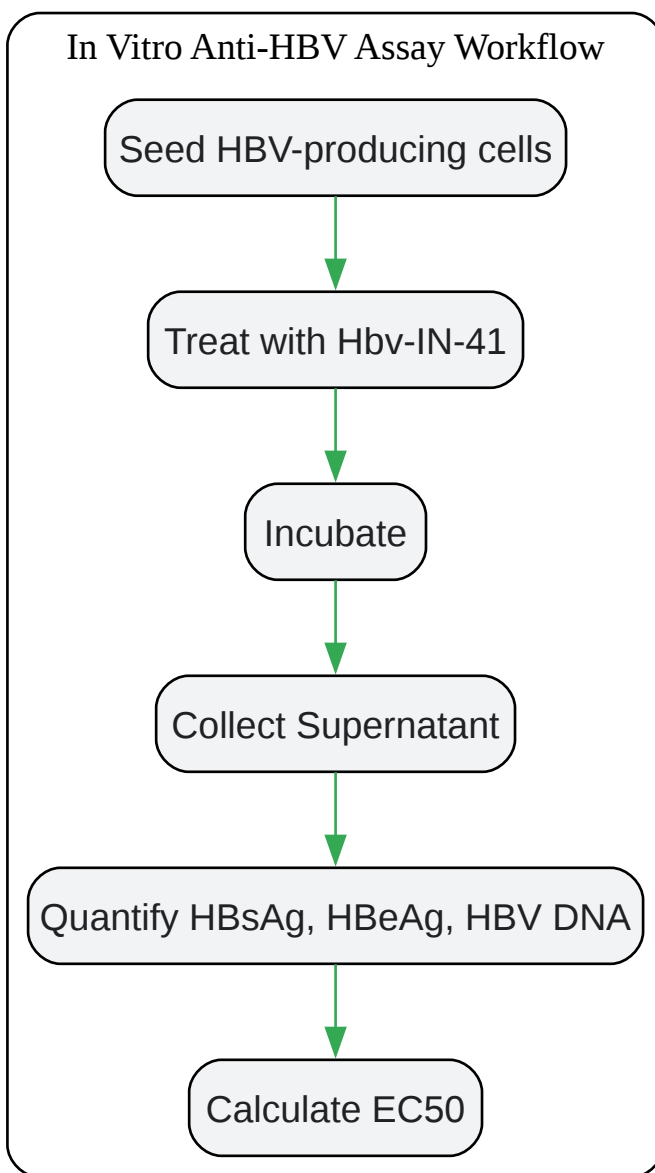 In Vitro Anti-HBV Assay Workflow
Seed HBV-producing cells
Treat with Hbv-IN-41
Incubate
Collect Supernatant
Quantify HBsAg, HBeAg, HBV DNA
Calculate EC50